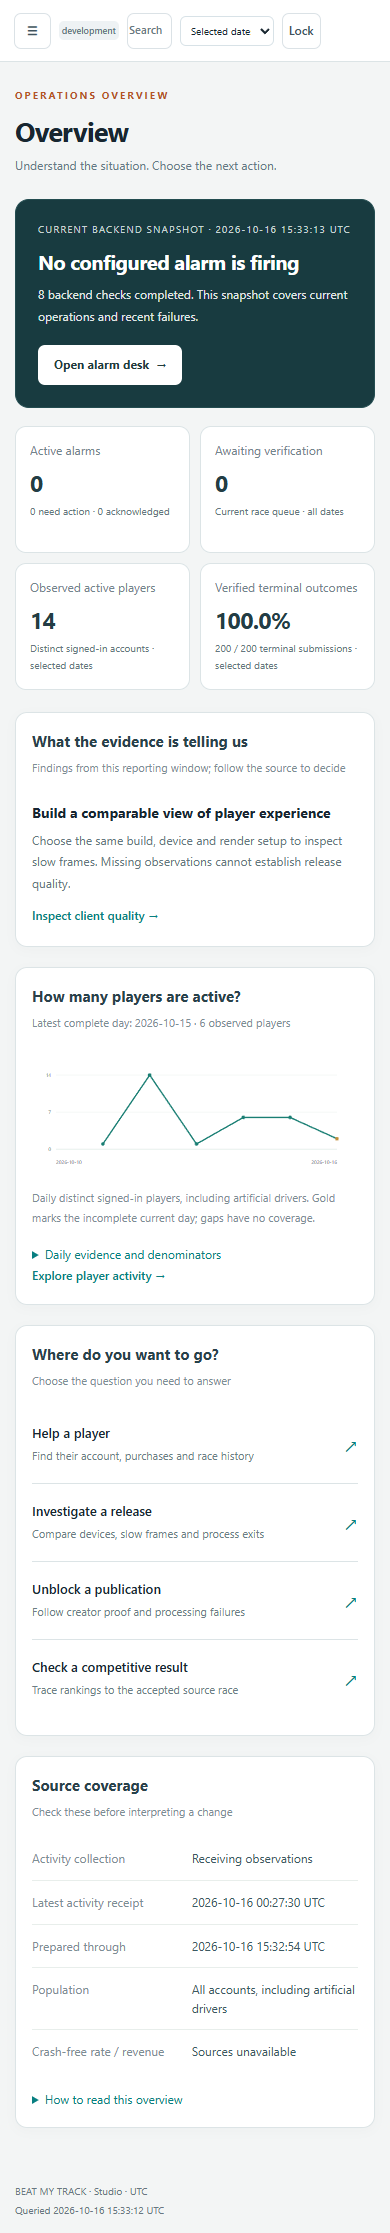 ☰ development Search Selected date Lock
OPERATIONS OVERVIEW
Overview
Understand the situation. Choose the next action.
CURRENT BACKEND SNAPSHOT · 2026-10-16 15:33:13 UTC
No configured alarm is firing
8 backend checks completed. This snapshot covers current
operations and recent failures.
Open alarm desk →
Active alarms
0
0 need action · 0 acknowledged
Awaiting verification
0
Current race queue · all dates
Observed active players
14
Distinct signed-in accounts ·
selected dates
Verified terminal outcomes
100.0%
200 / 200 terminal submissions ·
selected dates
What the evidence is telling us
Findings from this reporting window; follow the source to decide
Build a comparable view of player experience
Choose the same build, device and render setup to inspect
slow frames. Missing observations cannot establish release
quality.
Inspect client quality →
How many players are active?
Latest complete day: 2026-10-15 · 6 observed players
7
0
2026-10-10
2026-10-16
Daily distinct signed-in players, including artificial drivers. Gold
marks the incomplete current day; gaps have no coverage.
▶ Daily evidence and denominators
Explore player activity →
Where do you want to go?
Choose the question you need to answer
Help a player
Find their account, purchases and race history
↗
Investigate a release
Compare devices, slow frames and process exits
↗
Unblock a publication
Follow creator proof and processing failures
↗
Check a competitive result
Trace rankings to the accepted source race
↗
Source coverage
Check these before interpreting a change
Activity collection Receiving observations
Latest activity receipt 2026-10-16 00:27:30 UTC
Prepared through 2026-10-16 15:32:54 UTC
Population All accounts, including artificial
drivers
Crash-free rate / revenue Sources unavailable
▶ How to read this overview
BEAT MY TRACK · Studio · UTC
Queried 2026-10-16 15:33:12 UTC